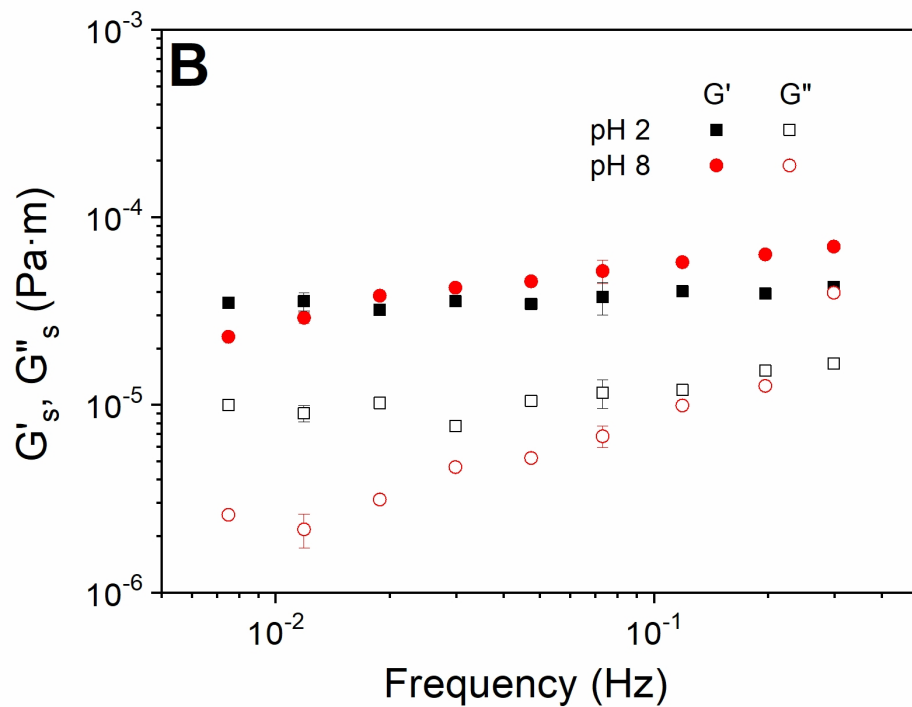 B
G' G"
pH 2
pH 8
10⁻³
10⁻⁴
10⁻⁵
10⁻⁶
G'ₛ, G"ₛ (Pa·m)
10⁻² 10⁻¹
Frequency (Hz)